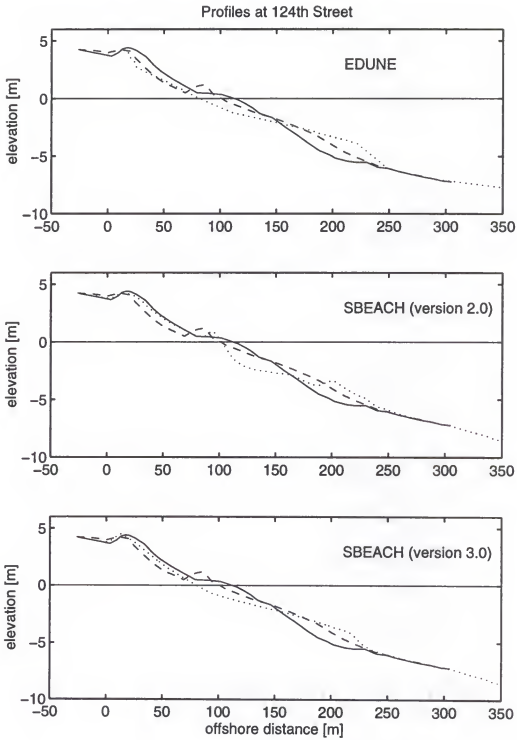 Profiles at 124th Street
5
0
−5
−10
elevation [m]
EDUNE
−50 0 50 100 150 200 250 300 350
5
0
−5
−10
elevation [m]
SBEACH (version 2.0)
−50 0 50 100 150 200 250 300 350
5
0
−5
−10
elevation [m]
SBEACH (version 3.0)
−50 0 50 100 150 200 250 300 350
offshore distance [m]